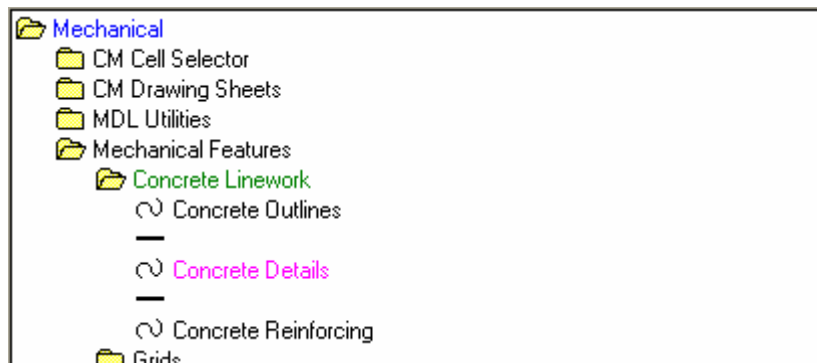 Mechanical
CM Cell Selector
CM Drawing Sheets
MDL Utilities
Mechanical Features
Concrete Linework
Concrete Outlines
Concrete Details
Concrete Reinforcing
Grids